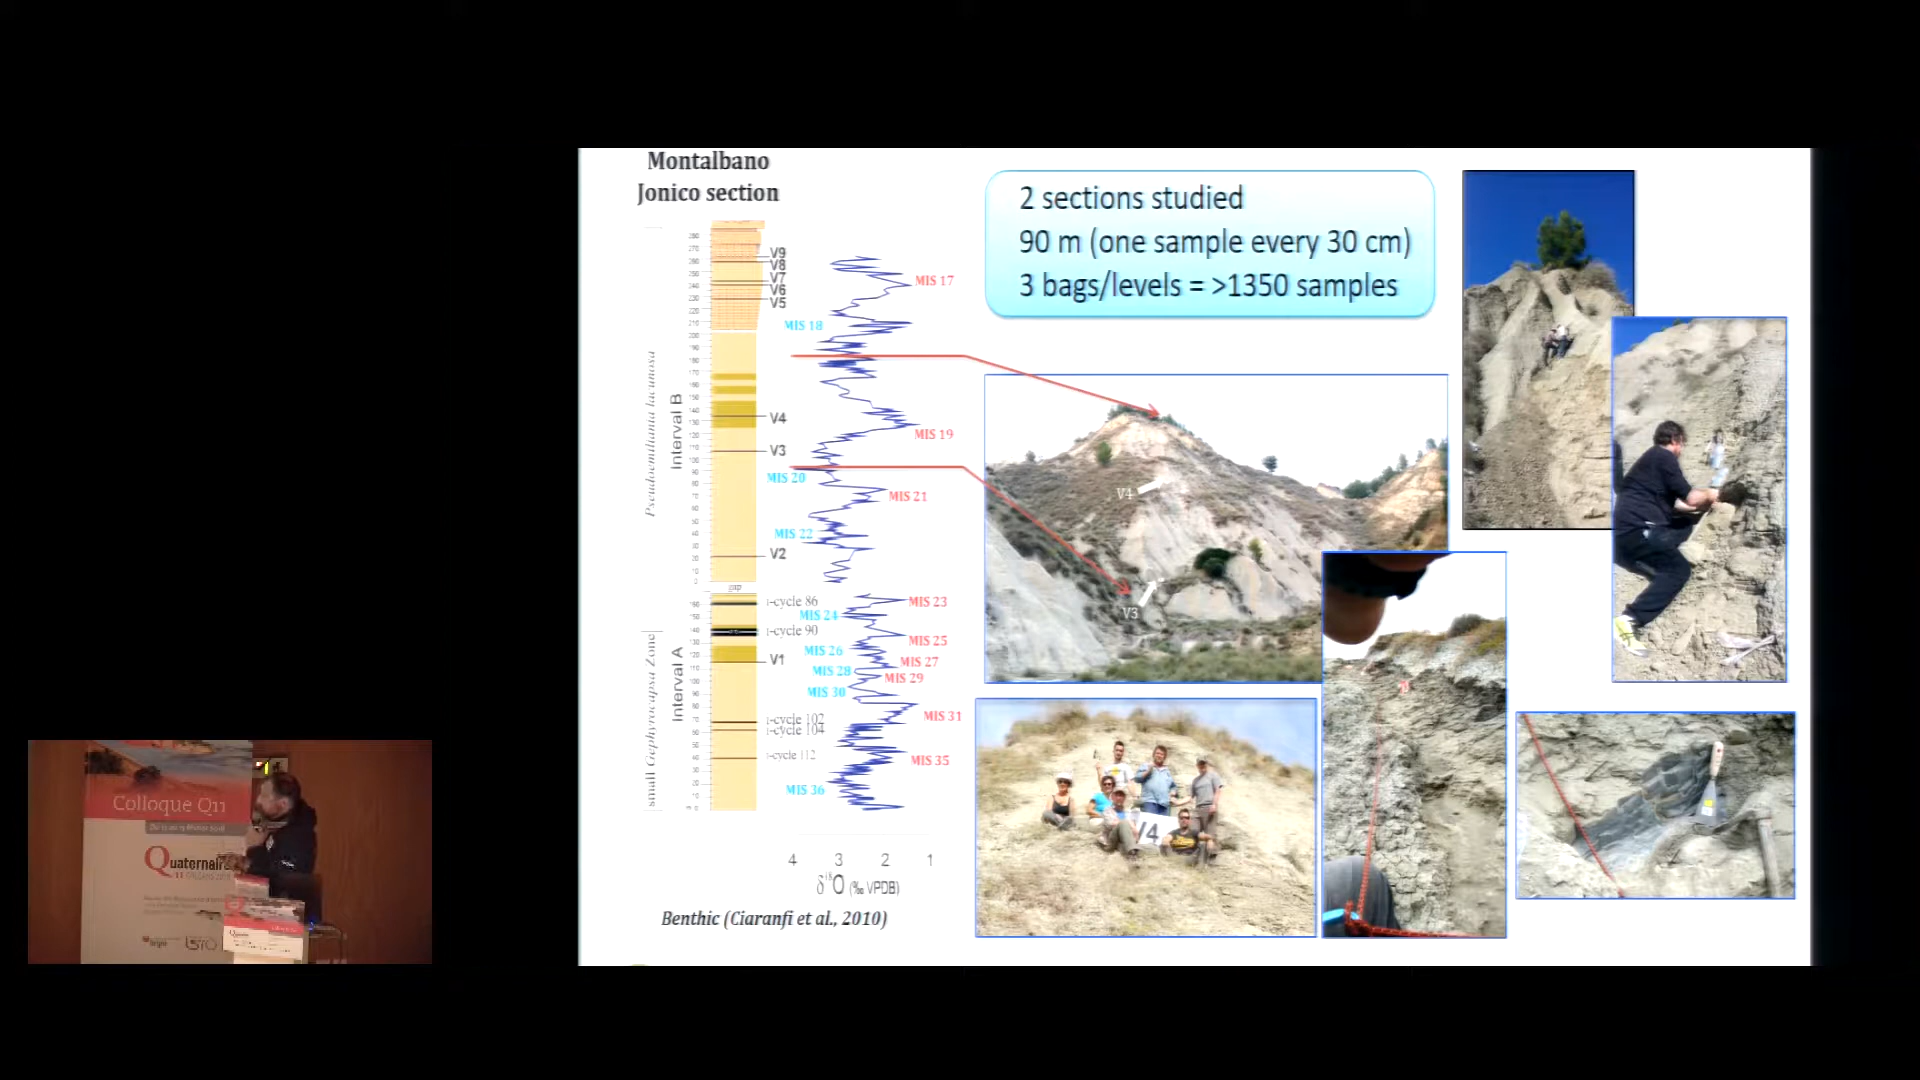 Montalbano
Jonico section
2 sections studied
90 m (one sample every 30 cm)
3 bags/levels = >1350 samples
Pseudoemiliania lacunosa
Interval B
V9
V8
V7
V6
V5
V4
V3
V2
MIS 17
MIS 18
MIS 19
MIS 20
MIS 21
MIS 22
gap
small Gephyrocapsa Zone
Interval A
i-cycle 86
i-cycle 90
V1
i-cycle 102
i-cycle 104
i-cycle 112
MIS 23
MIS 24
MIS 25
MIS 26
MIS 27
MIS 28
MIS 29
MIS 30
MIS 31
MIS 35
MIS 36
4 3 2 1
δ18O (‰ VPDB)
Benthic (Ciaranfi et al., 2010)
V4
V3
V4
Colloque Q11
Quaternaire